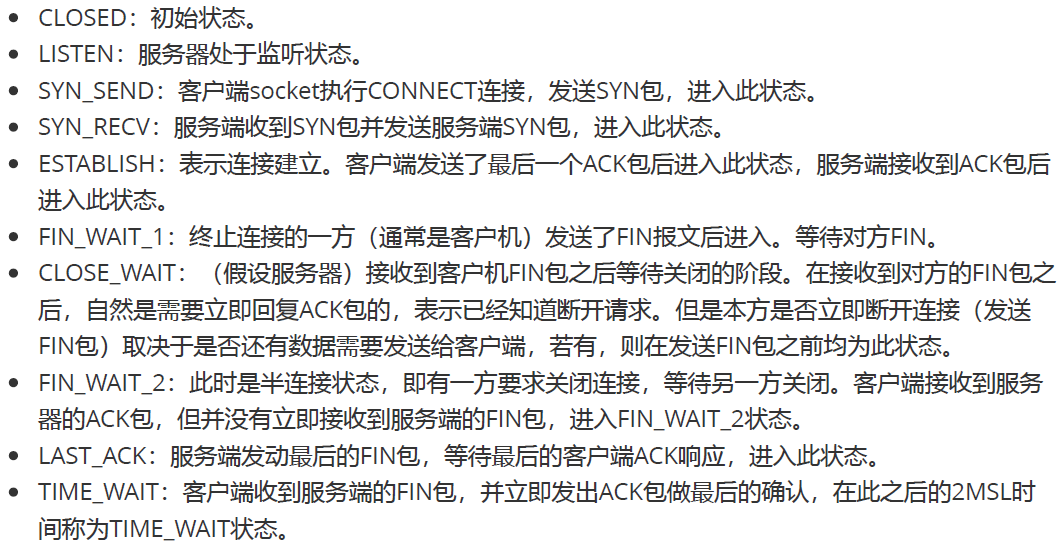 • CLOSED：初始状态。
• LISTEN：服务器处于监听状态。
• SYN_SEND：客户端socket执行CONNECT连接，发送SYN包，进入此状态。
• SYN_RECV：服务端收到SYN包并发送服务端SYN包，进入此状态。
• ESTABLISH：表示连接建立。客户端发送了最后一个ACK包后进入此状态，服务端接收到ACK包后
进入此状态。
• FIN_WAIT_1：终止连接的一方（通常是客户机）发送了FIN报文后进入。等待对方FIN。
• CLOSE_WAIT：（假设服务器）接收到客户机FIN包之后等待关闭的阶段。在接收到对方的FIN包之
后，自然是需要立即回复ACK包的，表示已经知道断开请求。但是本方是否立即断开连接（发送
FIN包）取决于是否还有数据需要发送给客户端，若有，则在发送FIN包之前均为此状态。
• FIN_WAIT_2：此时是半连接状态，即有一方要求关闭连接，等待另一方关闭。客户端接收到服务
器的ACK包，但并没有立即接收到服务端的FIN包，进入FIN_WAIT_2状态。
• LAST_ACK：服务端发动最后的FIN包，等待最后的客户端ACK响应，进入此状态。
• TIME_WAIT：客户端收到服务端的FIN包，并立即发出ACK包做最后的确认，在此之后的2MSL时
间称为TIME_WAIT状态。